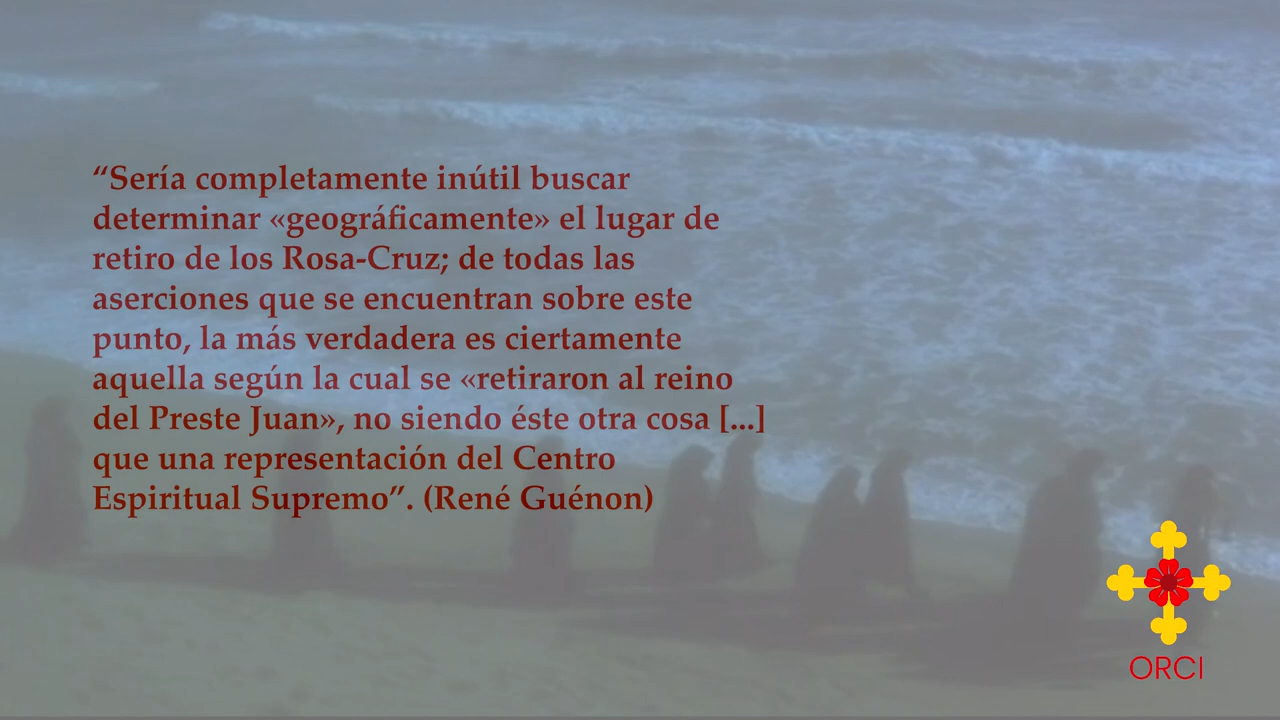 “Sería completamente inútil buscar
determinar «geográficamente» el lugar de
retiro de los Rosa-Cruz; de todas las
aserciones que se encuentran sobre este
punto, la más verdadera es ciertamente
aquella según la cual se «retiraron al reino
del Preste Juan», no siendo éste otra cosa [...]
que una representación del Centro
Espiritual Supremo”. (René Guénon)
ORCI